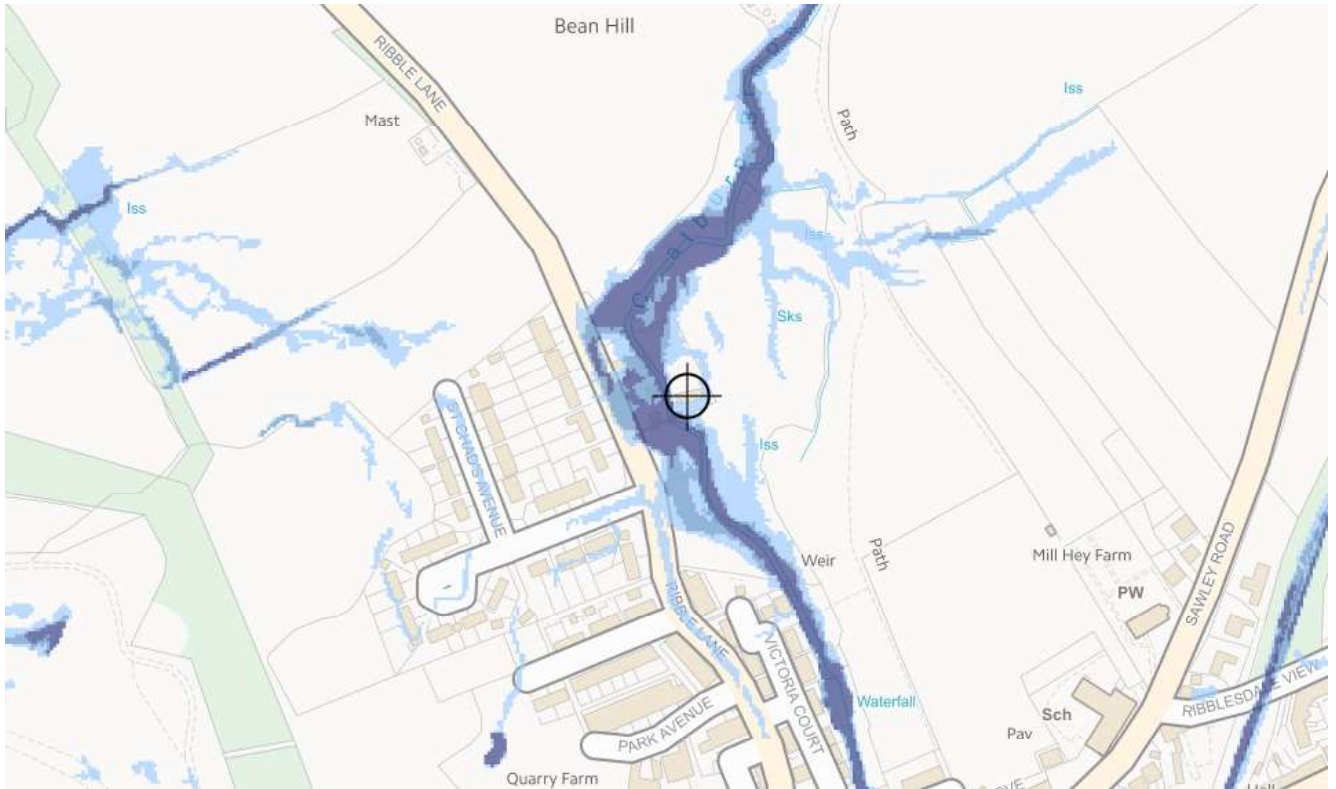 Bean Hill
RIBBLE LANE
Mast
Path
Iss
Iss
Iss
Sks
Iss
ST CHAD'S AVENUE
Weir
Path
Mill Hey Farm
PW
SAWLEY ROAD
RIBBLE LANE
VICTORIA COURT
Waterfall
RIBBLESDALE VIEW
Sch
Pav
PARK AVENUE
Quarry Farm